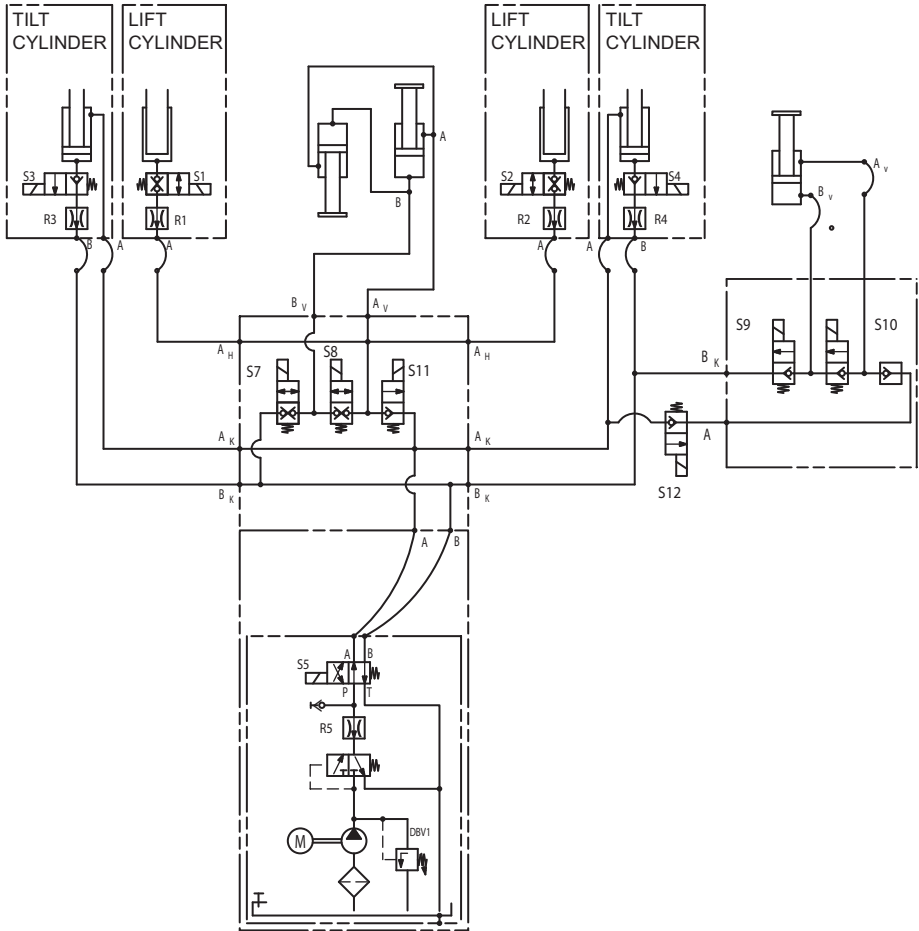 TILT
CYLINDER
LIFT
CYLINDER
LIFT
CYLINDER
TILT
CYLINDER
S3
S1
S2
S4
R3
R1
R2
R4
A
B
A V
B V
B
A
A
A
A
B
B V
A V
S9
S10
A H
A H
S7
S8
S11
B K
A K
A K
A
S12
B K
B K
A
B
A
B
S5
P
T
R5
M
DBV1